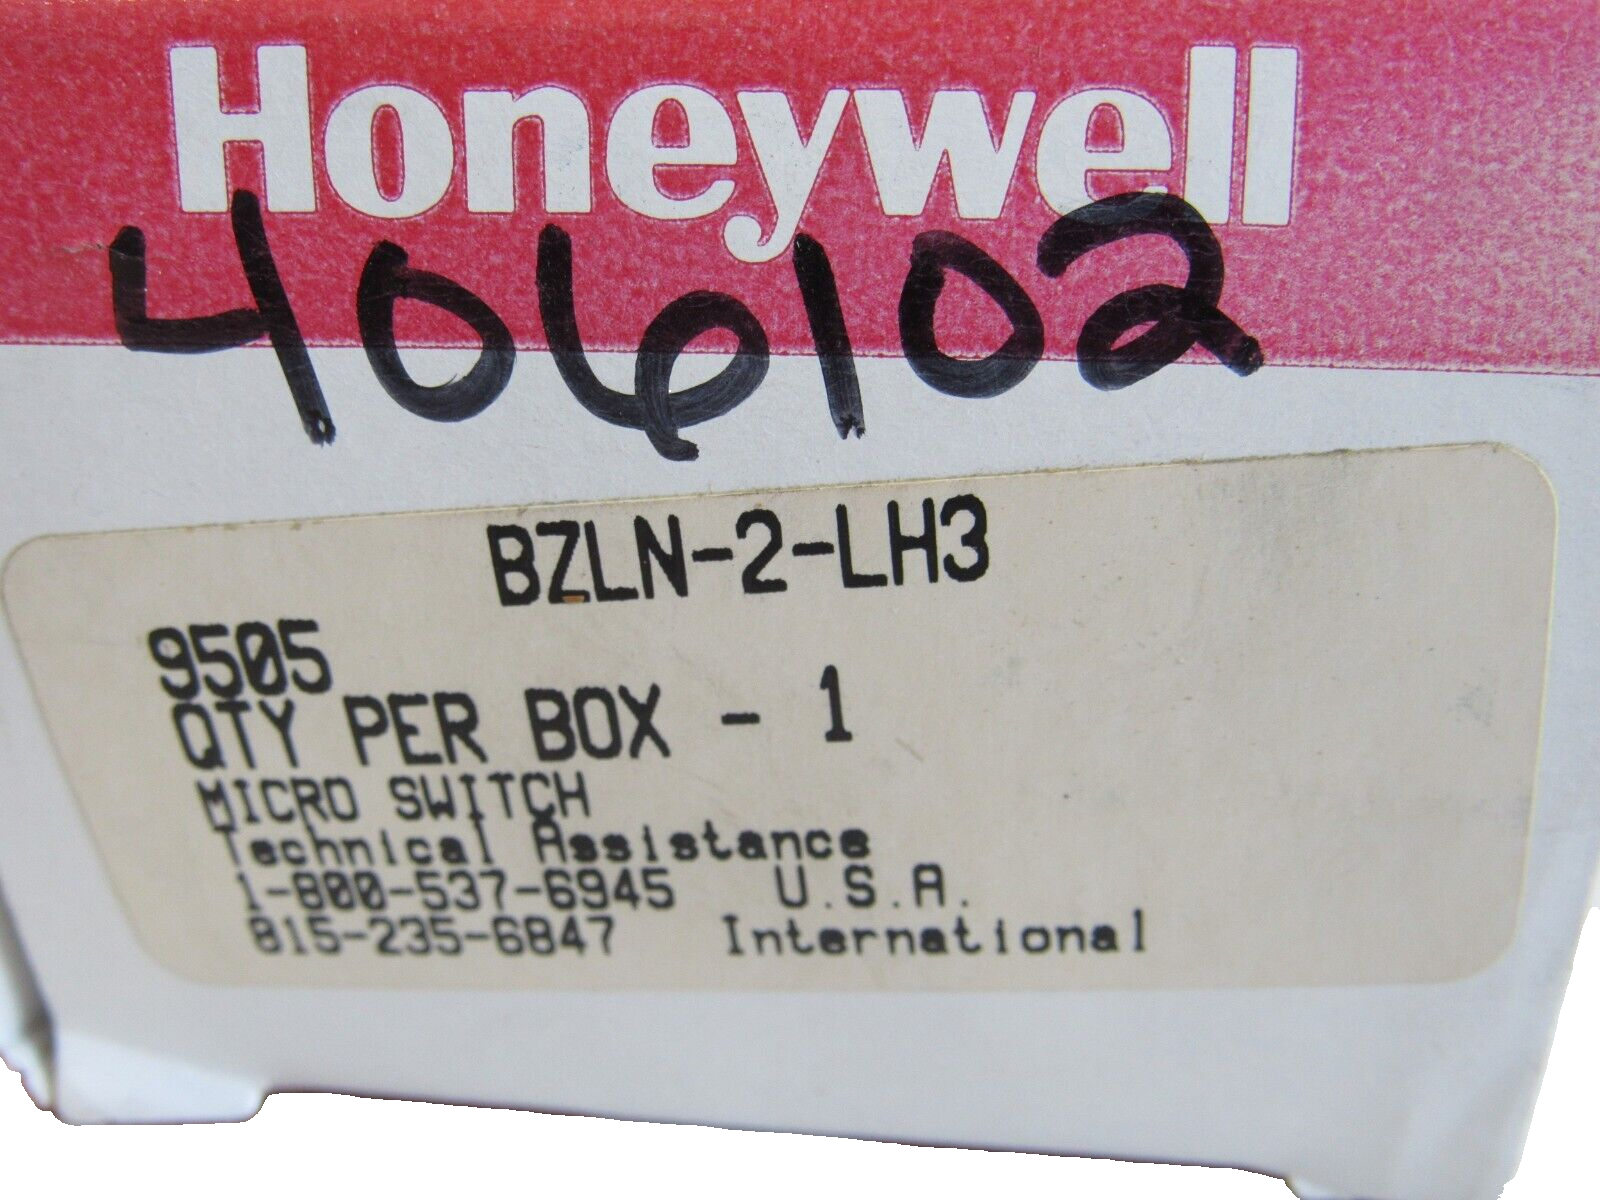 Honeywell
406102
BZLN-2-LH3
9505
QTY PER BOX - 1
MICRO SWITCH
Technical Assistance
1-800-537-6945 U.S.A.
815-235-6847 International